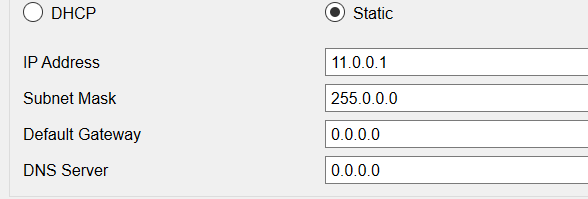 DHCP Static
IP Address 11.0.0.1
Subnet Mask 255.0.0.0
Default Gateway 0.0.0.0
DNS Server 0.0.0.0